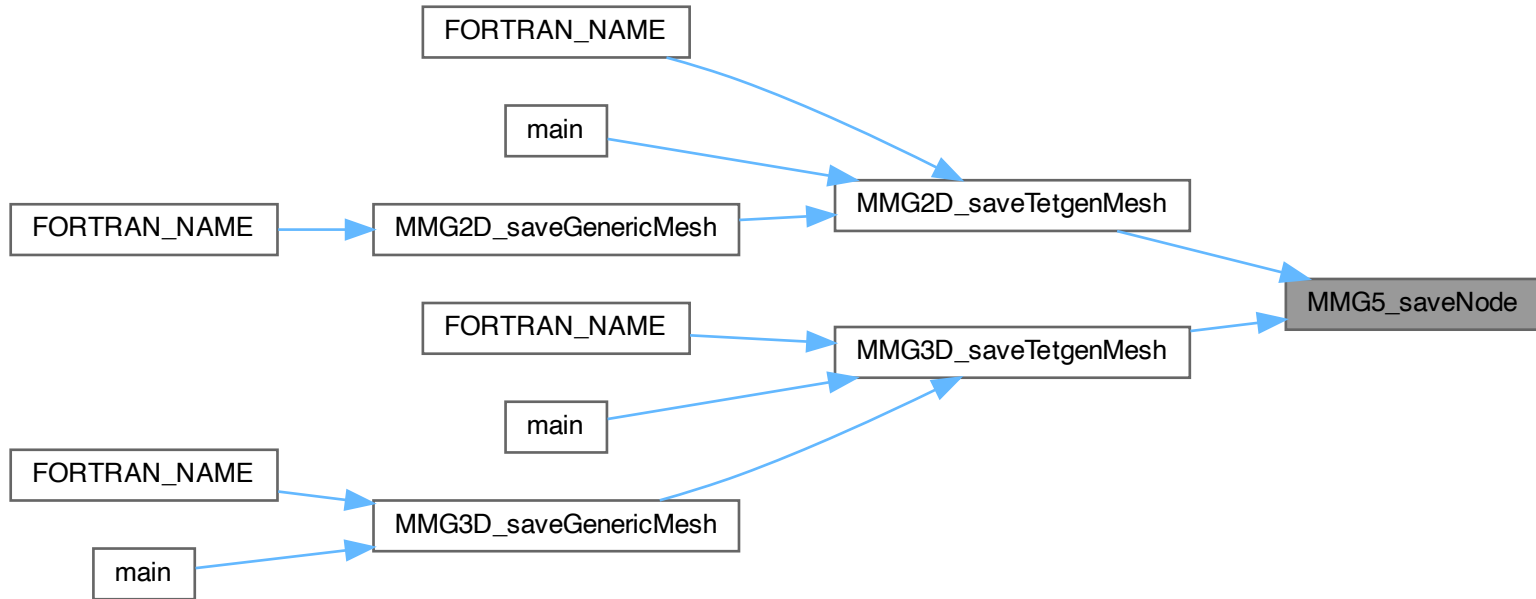 FORTRAN_NAME
main
MMG2D_saveTetgenMesh
FORTRAN_NAME
MMG2D_saveGenericMesh
MMG5_saveNode
FORTRAN_NAME
MMG3D_saveTetgenMesh
main
FORTRAN_NAME
MMG3D_saveGenericMesh
main